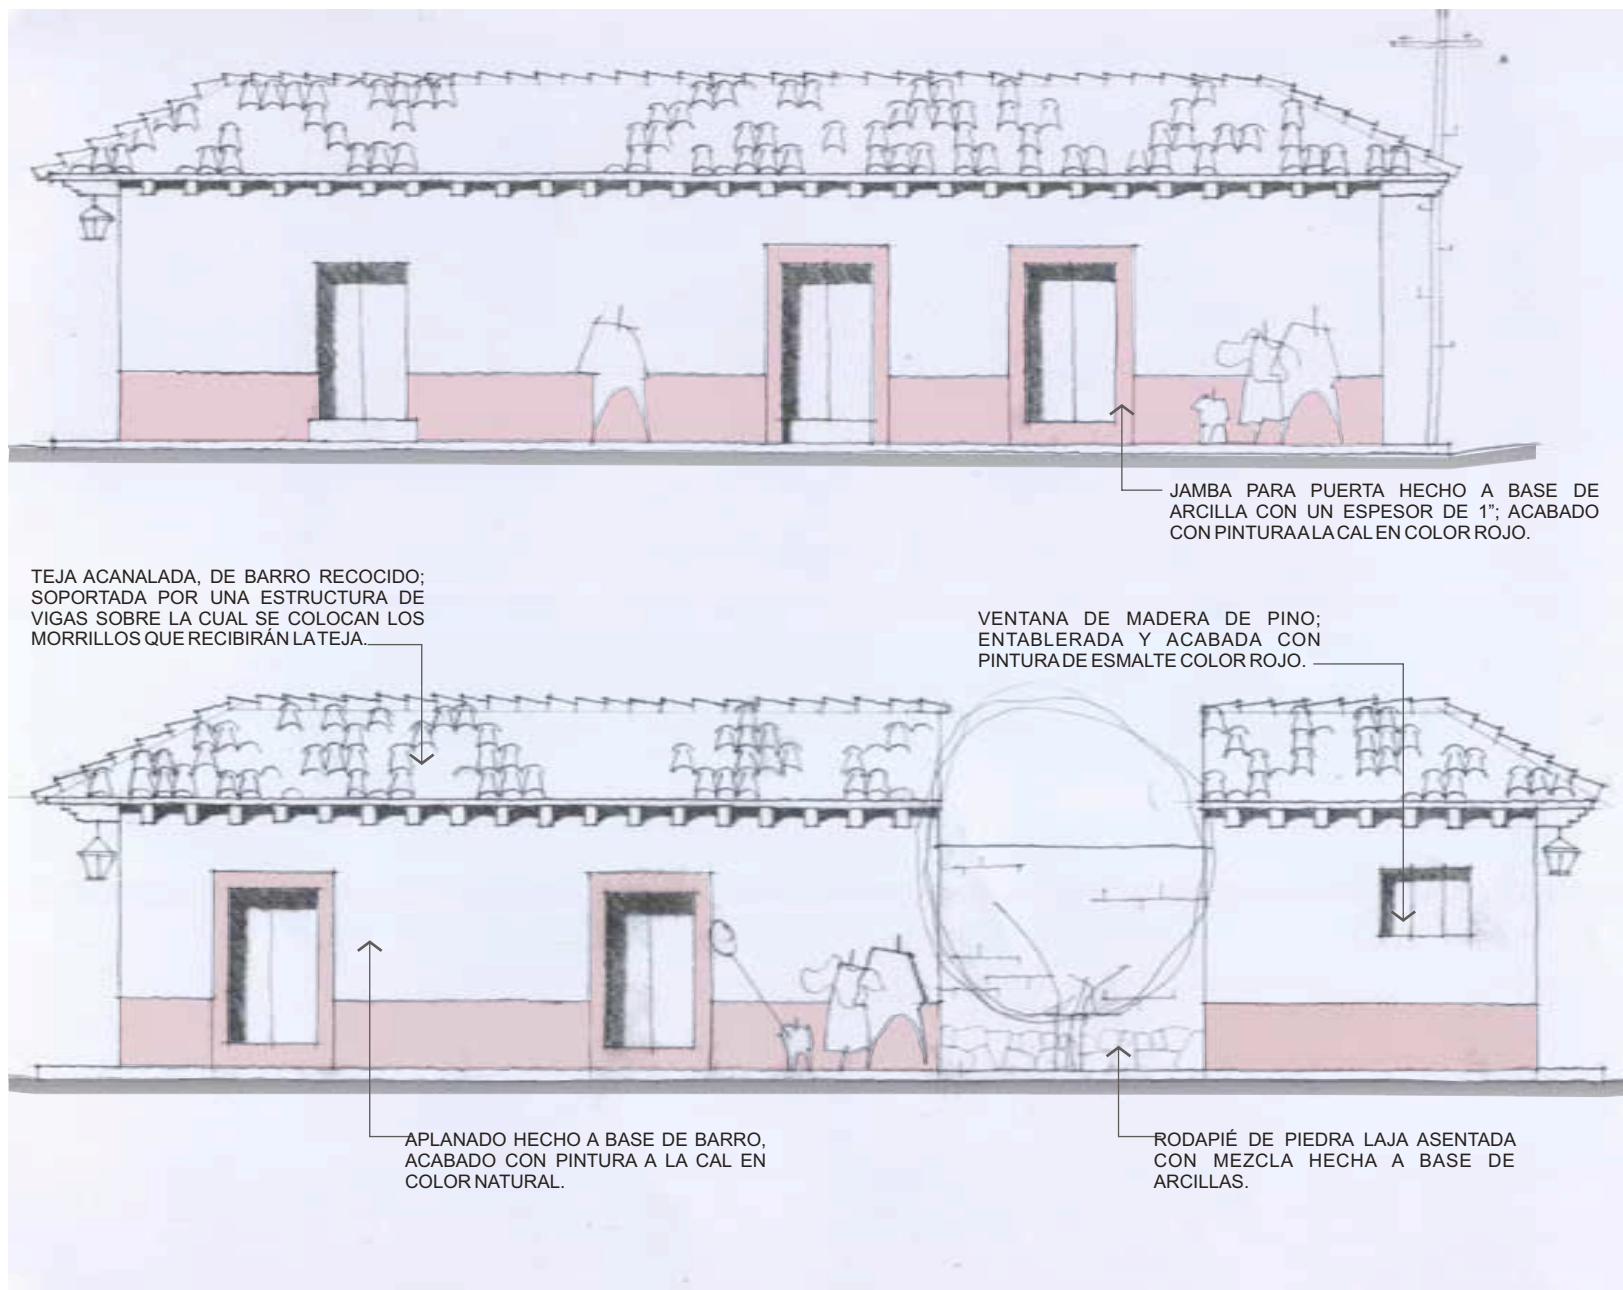 JAMBA PARA PUERTA HECHO A BASE DE
ARCILLA CON UN ESPESOR DE 1”; ACABADO
CON PINTURA A LA CAL EN COLOR ROJO.
TEJA ACANALADA, DE BARRO RECOCIDO;
SOPORTADA POR UNA ESTRUCTURA DE
VIGAS SOBRE LA CUAL SE COLOCAN LOS
MORRILLOS QUE RECIBIRÁN LA TEJA.
VENTANA DE MADERA DE PINO;
ENTABLERADA Y ACABADA CON
PINTURA DE ESMALTE COLOR ROJO.
APLANADO HECHO A BASE DE BARRO,
ACABADO CON PINTURA A LA CAL EN
COLOR NATURAL.
RODAPIÉ DE PIEDRA LAJA ASENTADA
CON MEZCLA HECHA A BASE DE
ARCILLAS.